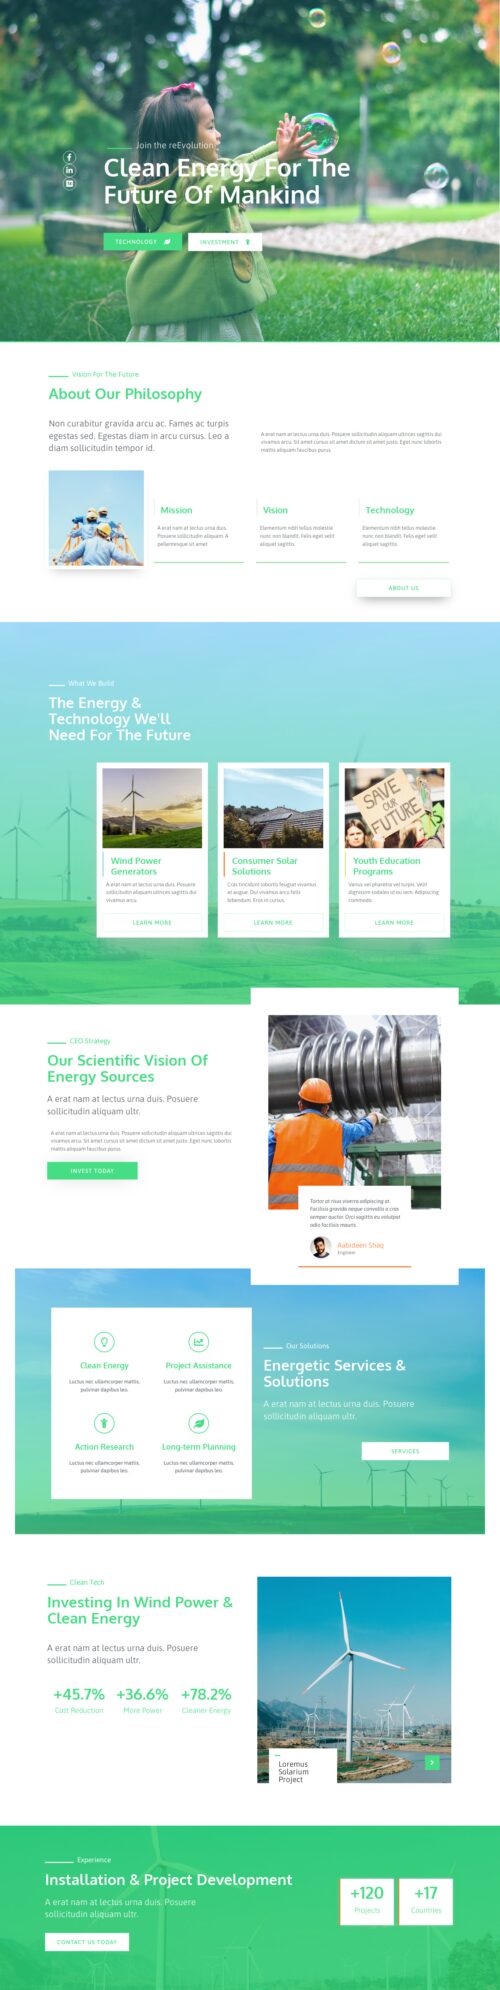 Join the reEvolution
Clean Energy For The
Future Of Mankind
TECHNOLOGY
INVESTMENT
Vision For The Future
About Our Philosophy
Non curabitur gravida arcu ac. Fames ac turpis
egestas sed. Egestas diam in arcu cursus. Leo a
diam sollicitudin tempor id.
A erat nam at lectus urna duis. Posuere sollicitudin aliquam ultrices sagittis dui
vivamus arcu. Sit amet cursus sit amet dictum sit amet justo. Eget nunc lobortis
mattis aliquam faucibus purus.
Mission
A erat nam at lectus urna duis.
Posuere sollicitudin aliquam. A
pellentesque sit amet
Vision
Elementum nibh tellus molestie
nunc non blandit. Felis eget velit
aliquet sagittis.
Technology
Elementum nibh tellus molestie
nunc non blandit. Felis eget velit
aliquet sagittis.
ABOUT US
What We Build
The Energy &
Technology We'll
Need For The Future
SAVE
OUR
FUTURE
Wind Power
Generators
A erat nam at lectus urna duis. Posuere
sollicitudin aliquam ultrices sagittis dui
vivamus arcu.
LEARN MORE
Consumer Solar
Solutions
Cras tincidunt lobortis feugiat vivamus
at augue. Dui vivamus arcu felis
bibendum. Eros in cursus.
LEARN MORE
Youth Education
Programs
Varius vel pharetra vel turpis. Velit
dignissim sodales ut eu sem. Adipiscing
commodo.
LEARN MORE
CEO Strategy
Our Scientific Vision Of
Energy Sources
A erat nam at lectus urna duis. Posuere
sollicitudin aliquam ultr.
A erat nam at lectus urna duis. Posuere sollicitudin aliquam ultrices sagittis dui
vivamus arcu. Sit amet cursus sit amet dictum sit amet justo. Eget nunc lobortis
mattis aliquam faucibus purus.
INVEST TODAY
Tortor at risus viverra adipiscing at.
Facilisis gravida neque convallis a cras
semper auctor. Orci sagittis eu volutpat
odio facilisis mauris.
Aabideen Shaq
Engineer
Clean Energy
Luctus nec ullamcorper mattis,
pulvinar dapibus leo.
Project Assistance
Luctus nec ullamcorper mattis,
pulvinar dapibus leo.
Action Research
Luctus nec ullamcorper mattis,
pulvinar dapibus leo.
Long-term Planning
Luctus nec ullamcorper mattis,
pulvinar dapibus leo.
Our Solutions
Energetic Services &
Solutions
A erat nam at lectus urna duis. Posuere
sollicitudin aliquam ultr.
SERVICES
Clean Tech
Investing In Wind Power &
Clean Energy
A erat nam at lectus urna duis. Posuere
sollicitudin aliquam ultr.
+45.7%
Cost Reduction
+36.6%
More Power
+78.2%
Cleaner Energy
Loremus
Solarium
Project
Experience
Installation & Project Development
A erat nam at lectus urna duis. Posuere
sollicitudin aliquam ultr.
CONTACT US TODAY
+120
Projects
+17
Countries